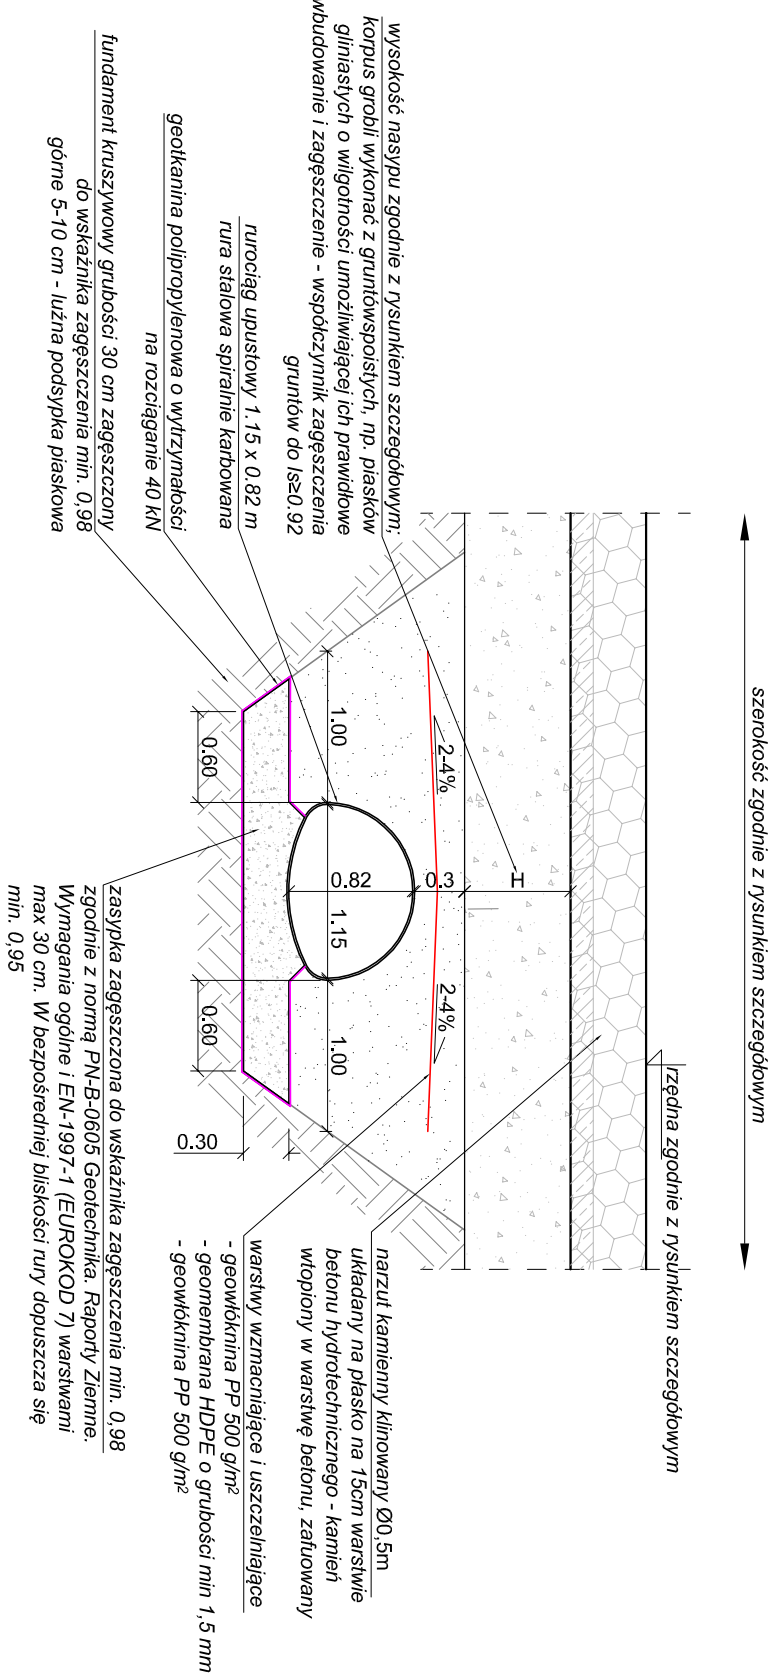 szerokość zgodnie z rysunkiem szczegółowym
rzędna zgodnie z rysunkiem szczegółowym
wysokość nasypu zgodnie z rysunkiem szczegółowym;
korpus grobli wykonać z gruntówspoistych, np. piasków
gliniastych o wilgotności umożliwiającej ich prawidłowe
wbudowanie i zagęszczenie - współczynnik zagęszczenia
gruntów do Is≥0.92
rurociąg upustowy 1.15 x 0.82 m
rura stalowa spiralnie karbowana
geotkanina polipropylenowa o wytrzymałości
na rozciąganie 40 kN
fundament kruszywowy grubości 30 cm zagęszczony
do wskaźnika zagęszczenia min. 0,98
górne 5-10 cm - luźna podsypka piaskowa
H
0.3
0.82
2-4%
2-4%
1.00
1.15
1.00
0.60
0.60
0.30
narzut kamienny klinowany Ø0,5m
układany na płasko na 15cm warstwie
betonu hydrotechnicznego - kamień
wtopiony w warstwę betonu, zafuowany
warstwy wzmacniające i uszczelniające
- geowłóknina PP 500 g/m²
- geomembrana HDPE o grubości min 1,5 mm
- geowłóknina PP 500 g/m²
zasypka zagęszczona do wskaźnika zagęszczenia min. 0,98
zgodnie z normą PN-B-0605 Geotechnika. Raporty Ziemne.
Wymagania ogólne i EN-1997-1 (EUROKOD 7) warstwami
max 30 cm. W bezpośredniej bliskości rury dopuszcza się
min. 0,95